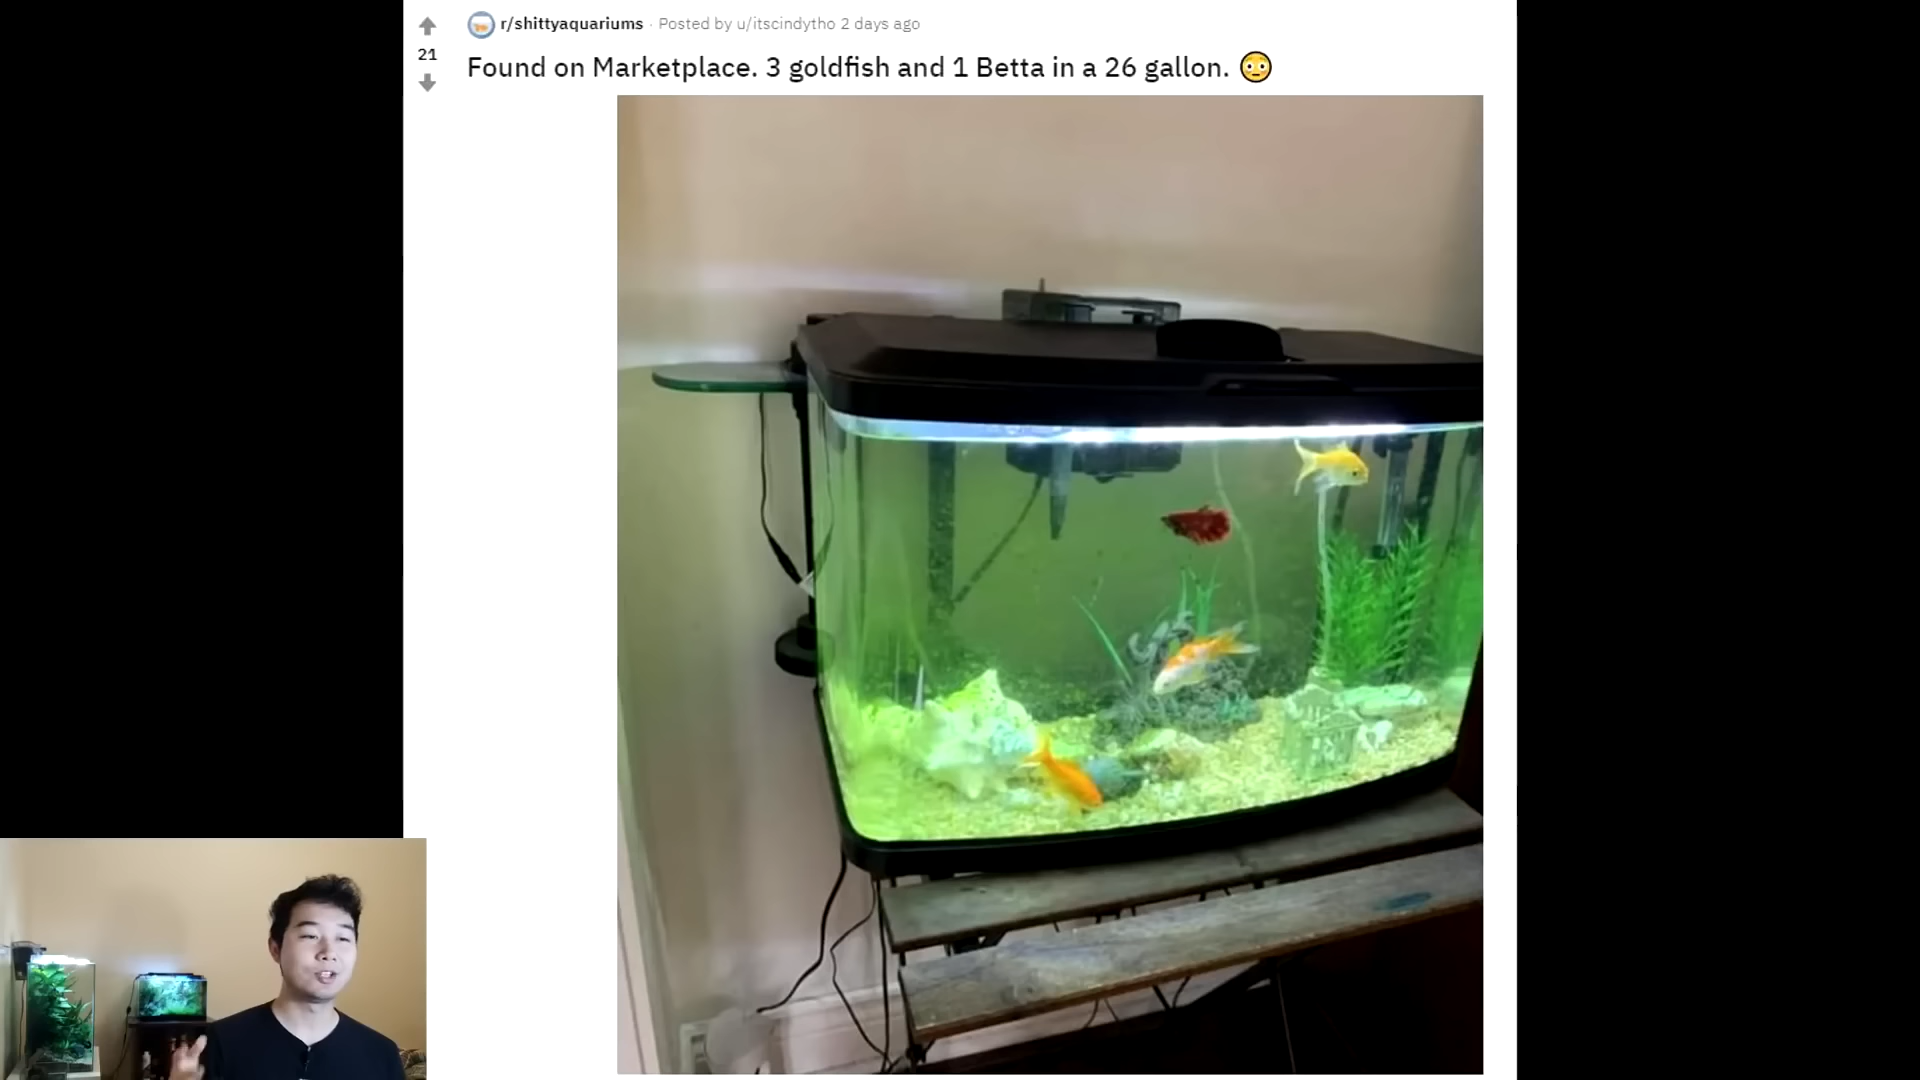 r/shittyaquariums · Posted by u/itscindytho 2 days ago
21
Found on Marketplace. 3 goldfish and 1 Betta in a 26 gallon. 😳